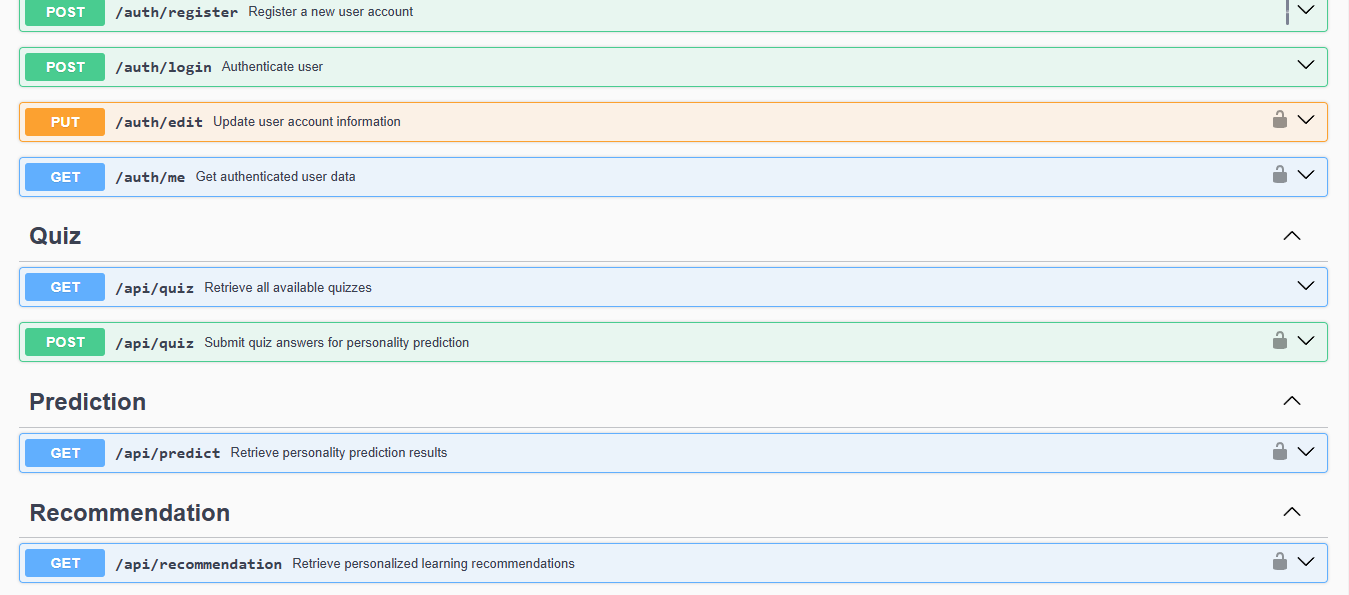 POST /auth/register Register a new user account
POST /auth/login Authenticate user
PUT /auth/edit Update user account information
GET /auth/me Get authenticated user data
Quiz
GET /api/quiz Retrieve all available quizzes
POST /api/quiz Submit quiz answers for personality prediction
Prediction
GET /api/predict Retrieve personality prediction results
Recommendation
GET /api/recommendation Retrieve personalized learning recommendations